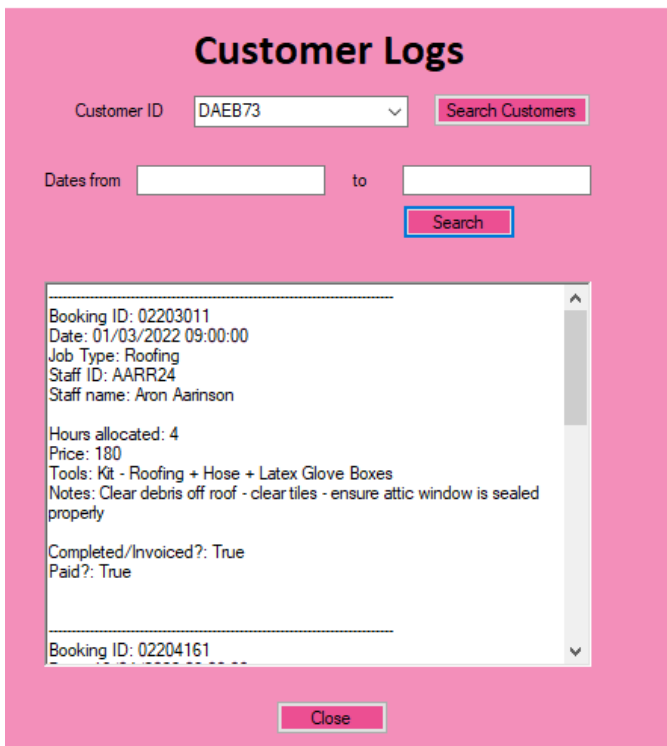 Customer Logs
Customer ID DAEB73 Search Customers
Dates from to
Search
Booking ID: 02203011
Date: 01/03/2022 09:00:00
Job Type: Roofing
Staff ID: AARR24
Staff name: Aron Aarinson
Hours allocated: 4
Price: 180
Tools: Kit - Roofing + Hose + Latex Glove Boxes
Notes: Clear debris off roof - clear tiles - ensure attic window is sealed
properly
Completed/Invoiced?: True
Paid?: True
Booking ID: 02204161
Close